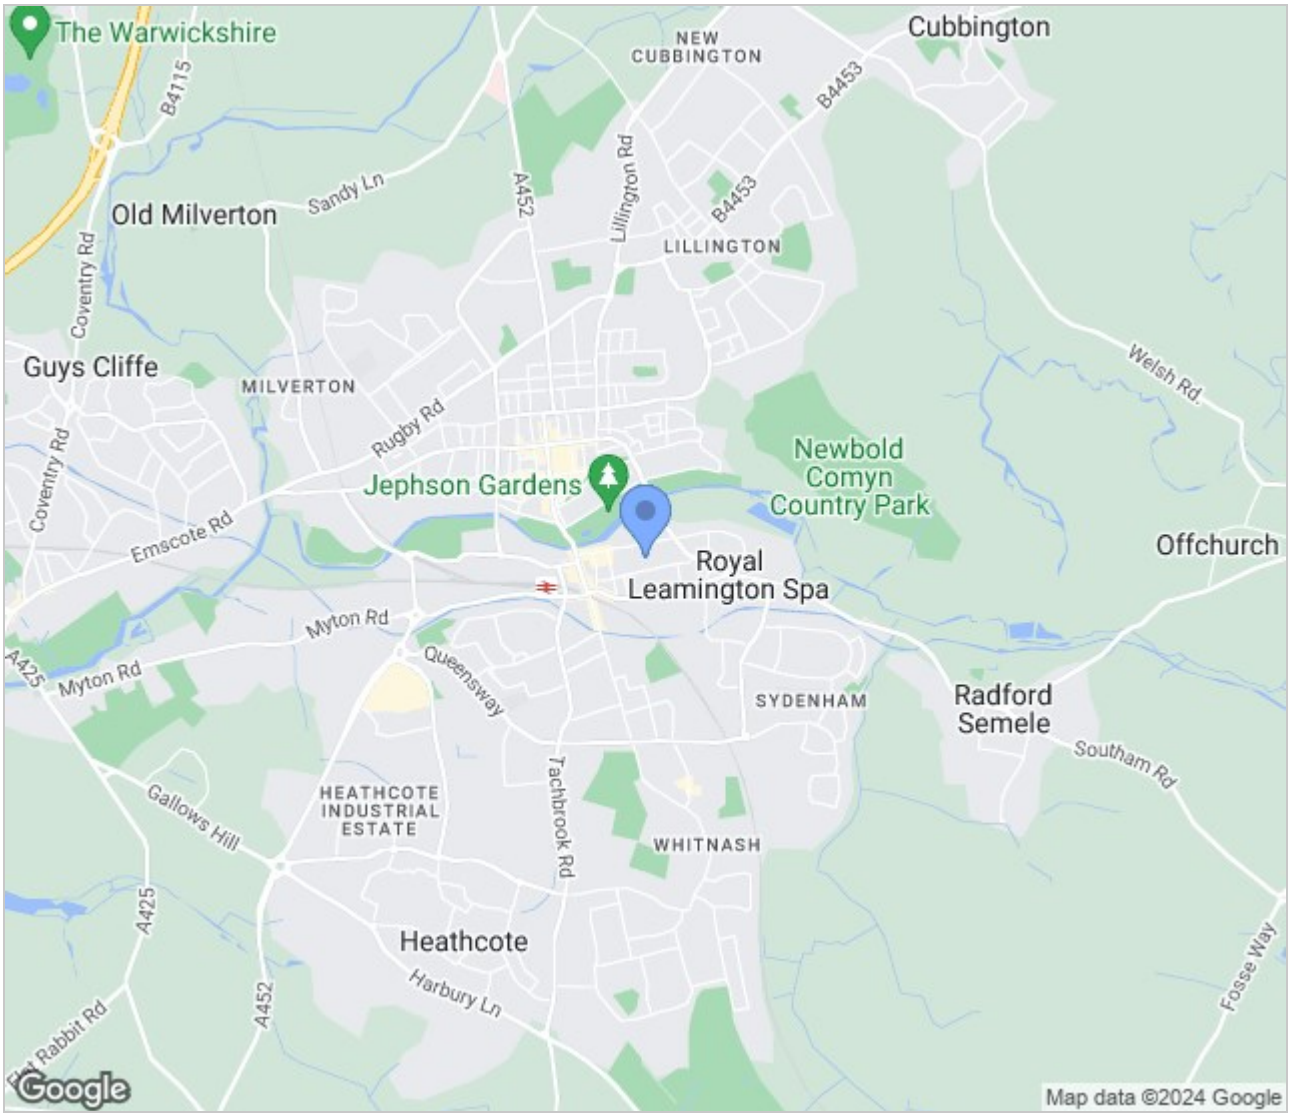 The Warwickshire
Cubbington
NEW
CUBBINGTON
B4115
B4453
Lillington Rd
A452
Sandy Ln
B4453
Old Milverton
LILLINGTON
Coventry Rd
Guys Cliffe
MILVERTON
Welsh Rd.
Rugby Rd
Coventry Rd
Newbold
Comyn
Country Park
Jephson Gardens
Emscote Rd
Offchurch
Royal
Leamington Spa
Myton Rd
A425
Myton Rd
Queensway
SYDENHAM
Radford
Semele
Southam Rd
Tachbrook Rd
HEATHCOTE
INDUSTRIAL
ESTATE
Gallows Hill
WHITNASH
A425
Heathcote
Harbury Ln
A452
Fosse Way
Flat Rabbit Rd
Google
Map data ©2024 Google